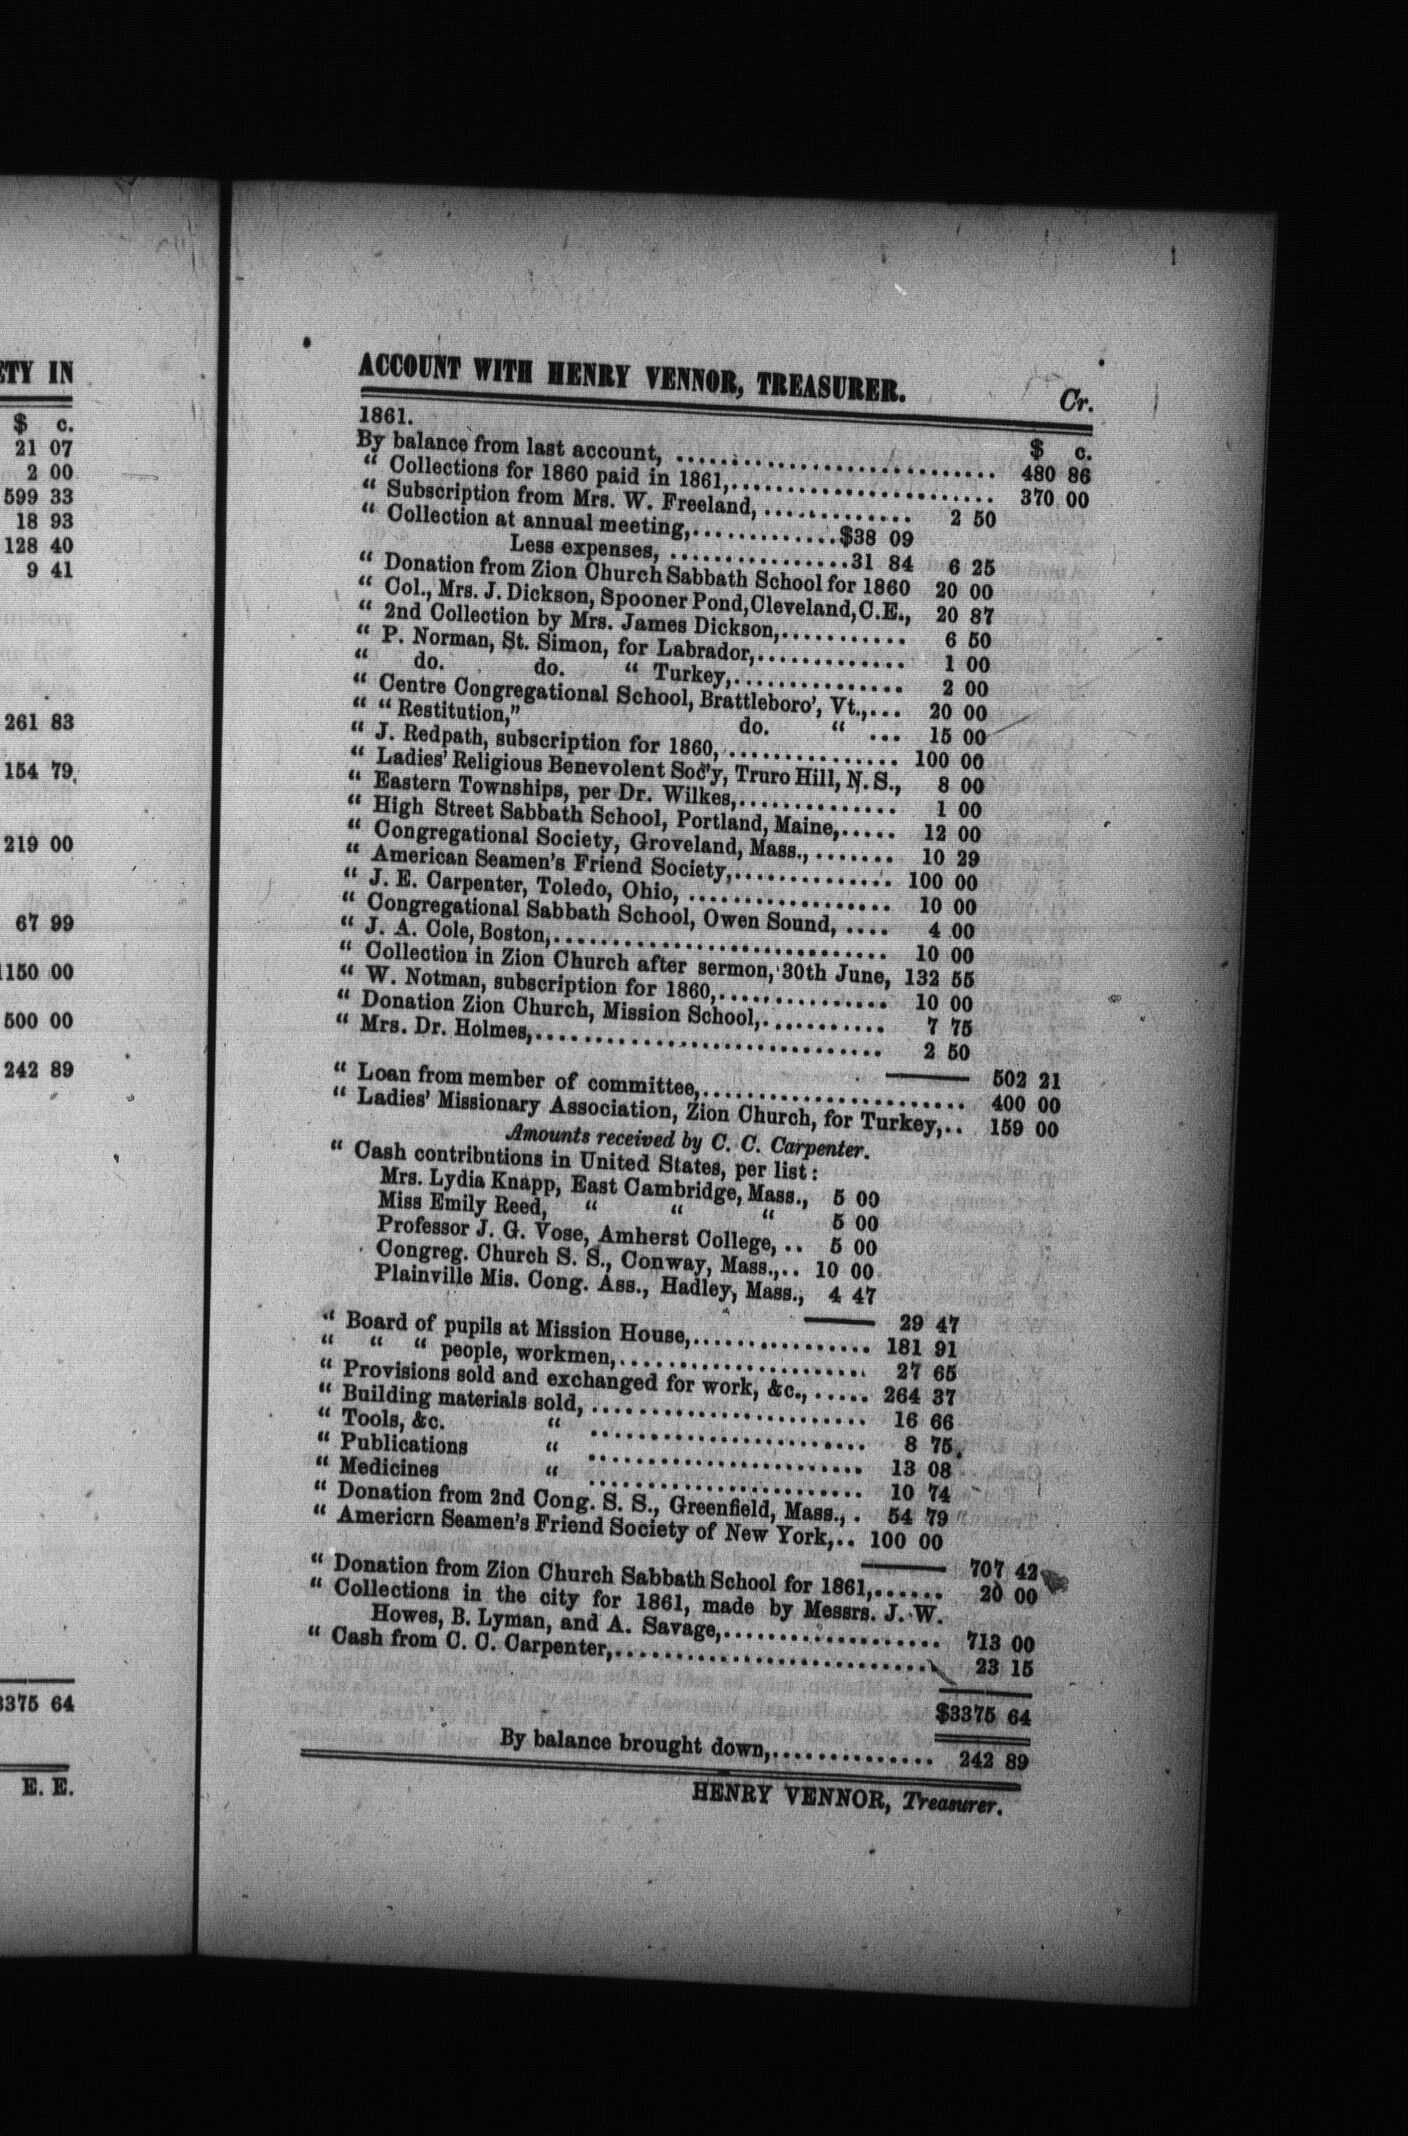 ETY IN
$ c.
21 07
2 00
599 33
18 93
128 40
9 41
261 83
154 79
219 00
67 99
1150 00
500 00
242 89
3375 64
E. E.
ACCOUNT WITH HENRY VENNOR, TREASURER.
Cr.
1861.
$ c.
By balance from last account, ............................ 480 86
“ Collections for 1860 paid in 1861,........................ 370 00
“ Subscription from Mrs. W. Freeland, ............. 2 50
“ Collection at annual meeting,.............$38 09
Less expenses, ................31 84 6 25
“ Donation from Zion Church Sabbath School for 1860 20 00
“ Col., Mrs. J. Dickson, Spooner Pond, Cleveland, C.E., 20 87
“ 2nd Collection by Mrs. James Dickson,........... 6 50
“ P. Norman, St. Simon, for Labrador,............. 1 00
“ do. do. “ Turkey,............... 2 00
“ Centre Congregational School, Brattleboro’, Vt.,... 20 00
“ “ Restitution,” do. “ ... 15 00
“ J. Redpath, subscription for 1860, ............... 100 00
“ Ladies’ Religious Benevolent Soc’y, Truro Hill, N. S., 8 00
“ Eastern Townships, per Dr. Wilkes,.............. 1 00
“ High Street Sabbath School, Portland, Maine,..... 12 00
“ Congregational Society, Groveland, Mass., ....... 10 29
“ American Seamen’s Friend Society,.............. 100 00
“ J. E. Carpenter, Toledo, Ohio, .................. 10 00
“ Congregational Sabbath School, Owen Sound, .... 4 00
“ J. A. Cole, Boston,............................. 10 00
“ Collection in Zion Church after sermon, 30th June, 132 55
“ W. Notman, subscription for 1860,............... 10 00
“ Donation Zion Church, Mission School,........... 7 75
“ Mrs. Dr. Holmes,.............................. 2 50
502 21
“ Loan from member of committee,....................... 400 00
“ Ladies’ Missionary Association, Zion Church, for Turkey,.. 159 00
Amounts received by C. C. Carpenter.
“ Cash contributions in United States, per list:
Mrs. Lydia Knapp, East Cambridge, Mass., 5 00
Miss Emily Reed, “ “ “ 5 00
Professor J. G. Vose, Amherst College, .. 5 00
Congreg. Church S. S., Conway, Mass.,.. 10 00
Plainville Mis. Cong. Ass., Hadley, Mass., 4 47
29 47
“ Board of pupils at Mission House,................ 181 91
“ “ “ people, workmen,...................... 27 65
“ Provisions sold and exchanged for work, &c., ..... 264 37
“ Building materials sold, ........................ 16 66
“ Tools, &c. “ ........................ 8 75
“ Publications “ ........................ 13 08
“ Medicines “ ........................ 10 74
“ Donation from 2nd Cong. S. S., Greenfield, Mass., . 54 79
“ Americrn Seamen’s Friend Society of New York,.. 100 00
707 42
“ Donation from Zion Church Sabbath School for 1861,...... 20 00
“ Collections in the city for 1861, made by Messrs. J. W.
Howes, B. Lyman, and A. Savage,................... 713 00
“ Cash from C. C. Carpenter,............................ 23 15
$3375 64
By balance brought down,.............. 242 89
HENRY VENNOR, Treasurer.